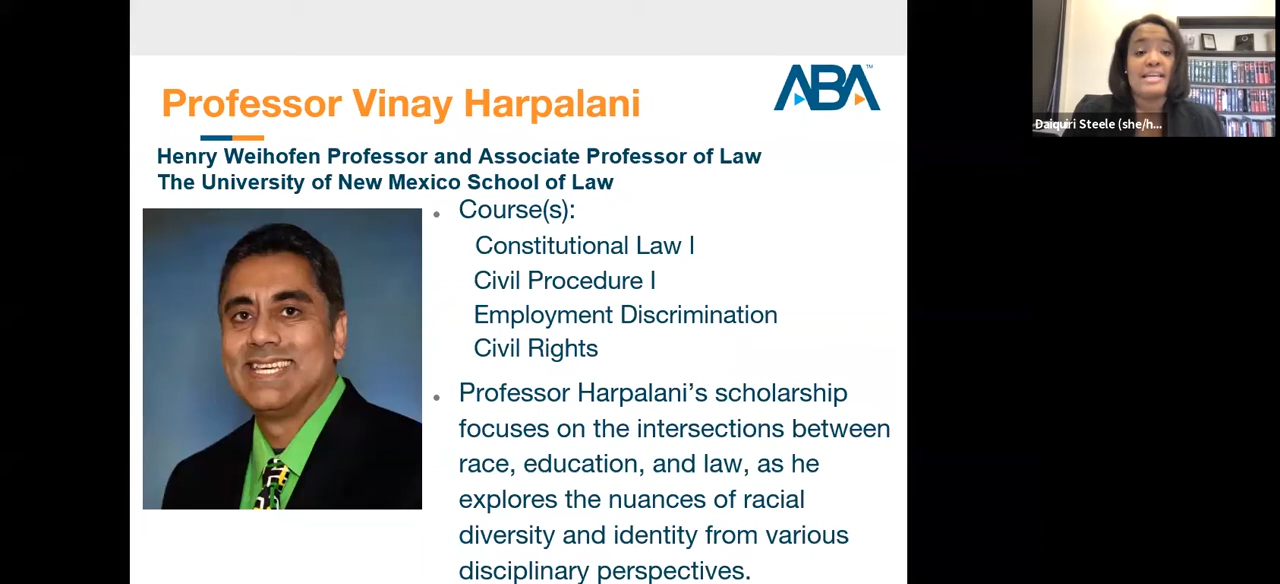 Professor Vinay Harpalani
ABA™
Henry Weihofen Professor and Associate Professor of Law
The University of New Mexico School of Law
• Course(s):
Constitutional Law I
Civil Procedure I
Employment Discrimination
Civil Rights
• Professor Harpalani’s scholarship
focuses on the intersections between
race, education, and law, as he
explores the nuances of racial
diversity and identity from various
disciplinary perspectives.
Daiquiri Steele (she/h...